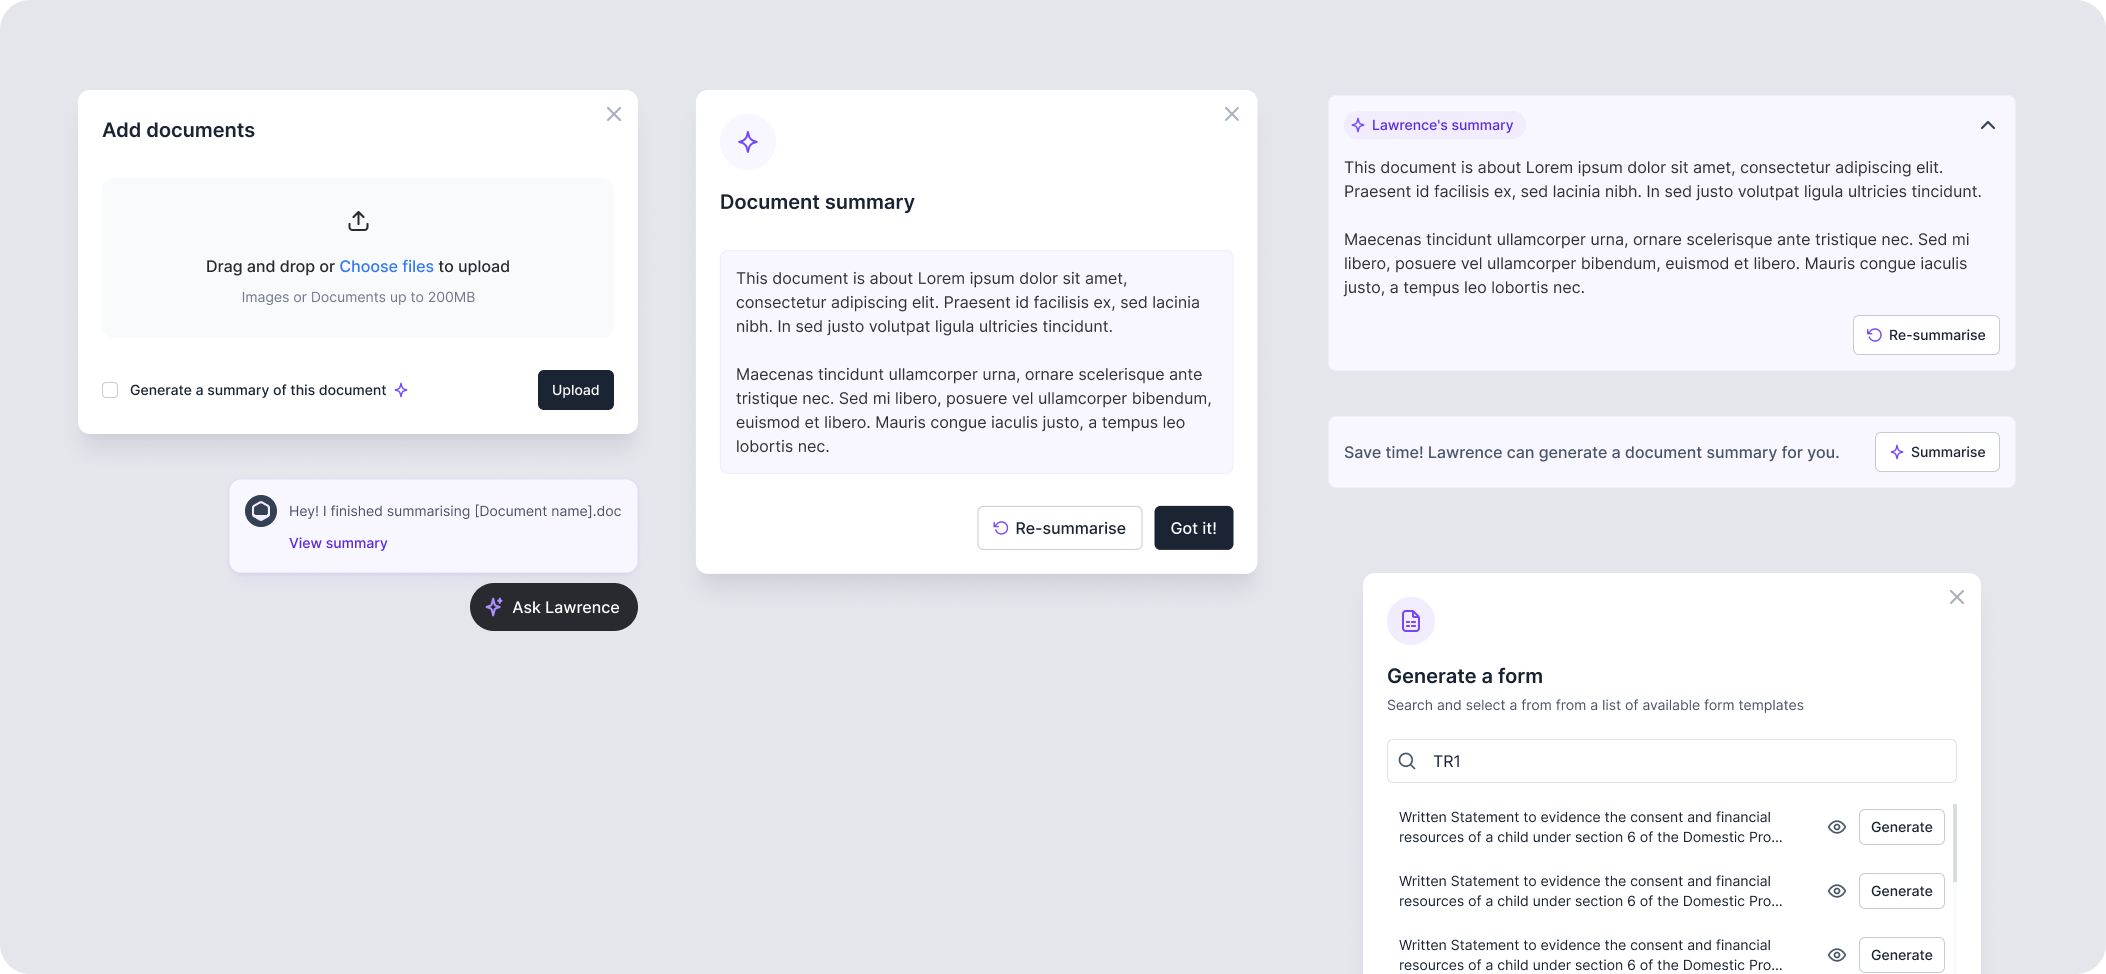 Add documents
Drag and drop or Choose files to upload
Images or Documents up to 200MB
Generate a summary of this document
Upload
Hey! I finished summarising [Document name].doc
View summary
Ask Lawrence
Document summary
This document is about Lorem ipsum dolor sit amet,
consectetur adipiscing elit. Praesent id facilisis ex, sed lacinia
nibh. In sed justo volutpat ligula ultricies tincidunt.
Maecenas tincidunt ullamcorper urna, ornare scelerisque ante
tristique nec. Sed mi libero, posuere vel ullamcorper bibendum,
euismod et libero. Mauris congue iaculis justo, a tempus leo
lobortis nec.
Re-summarise
Got it!
Lawrence's summary
This document is about Lorem ipsum dolor sit amet, consectetur adipiscing elit.
Praesent id facilisis ex, sed lacinia nibh. In sed justo volutpat ligula ultricies tincidunt.
Maecenas tincidunt ullamcorper urna, ornare scelerisque ante tristique nec. Sed mi
libero, posuere vel ullamcorper bibendum, euismod et libero. Mauris congue iaculis
justo, a tempus leo lobortis nec.
Re-summarise
Save time! Lawrence can generate a document summary for you.
Summarise
Generate a form
Search and select a from from a list of available form templates
TR1
Written Statement to evidence the consent and financial
resources of a child under section 6 of the Domestic Pro...
Generate
Written Statement to evidence the consent and financial
resources of a child under section 6 of the Domestic Pro...
Generate
Written Statement to evidence the consent and financial
resources of a child under section 6 of the Domestic Pro...
Generate